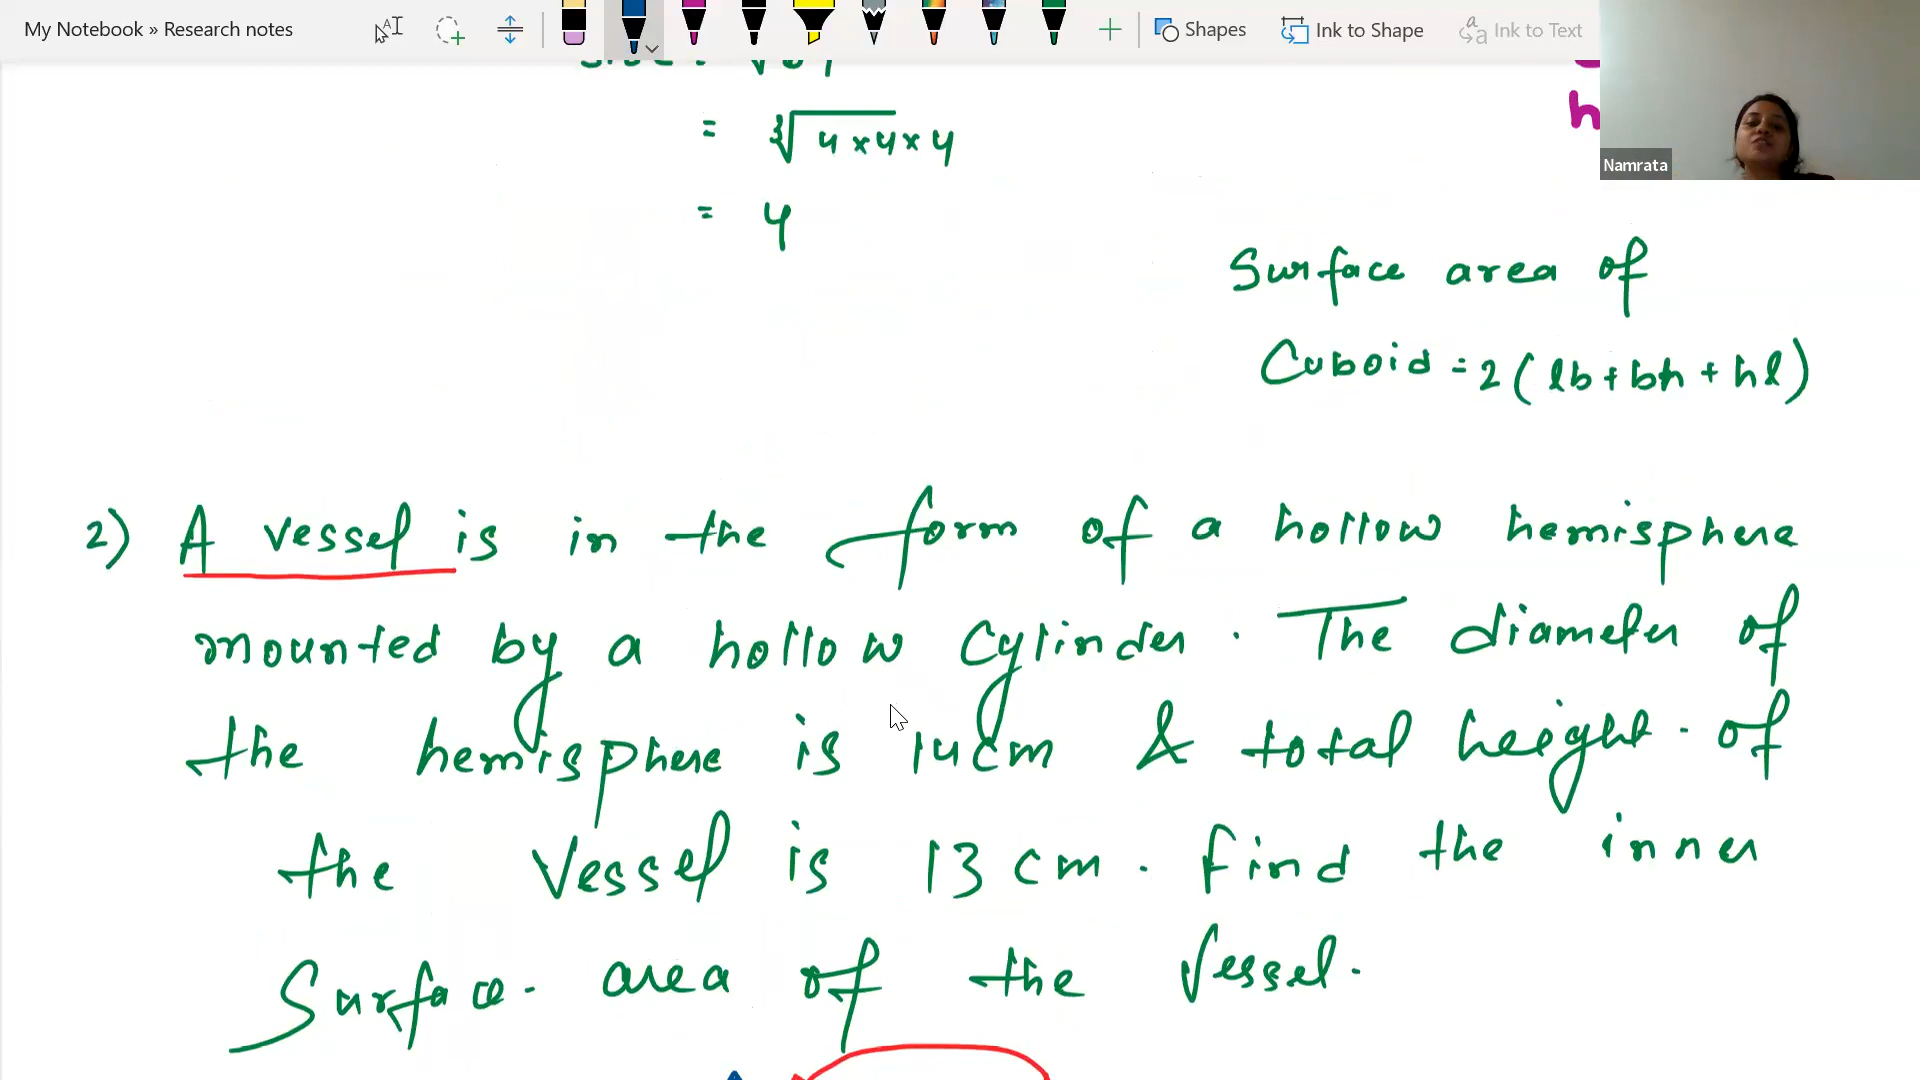 My Notebook » Research notes
Shapes
Ink to Shape
Ink to Text
= ∛4×4×4
h
Namrata
= 4
Surface area of
Cuboid = 2(lb+bh+hl)
2) A vessel is in the form of a hollow hemisphere
mounted by a hollow cylinder. The diameter of
the hemisphere is 14cm & total height. of
the Vessel is 13 cm. Find the inner
Surface. area of the Vessel.